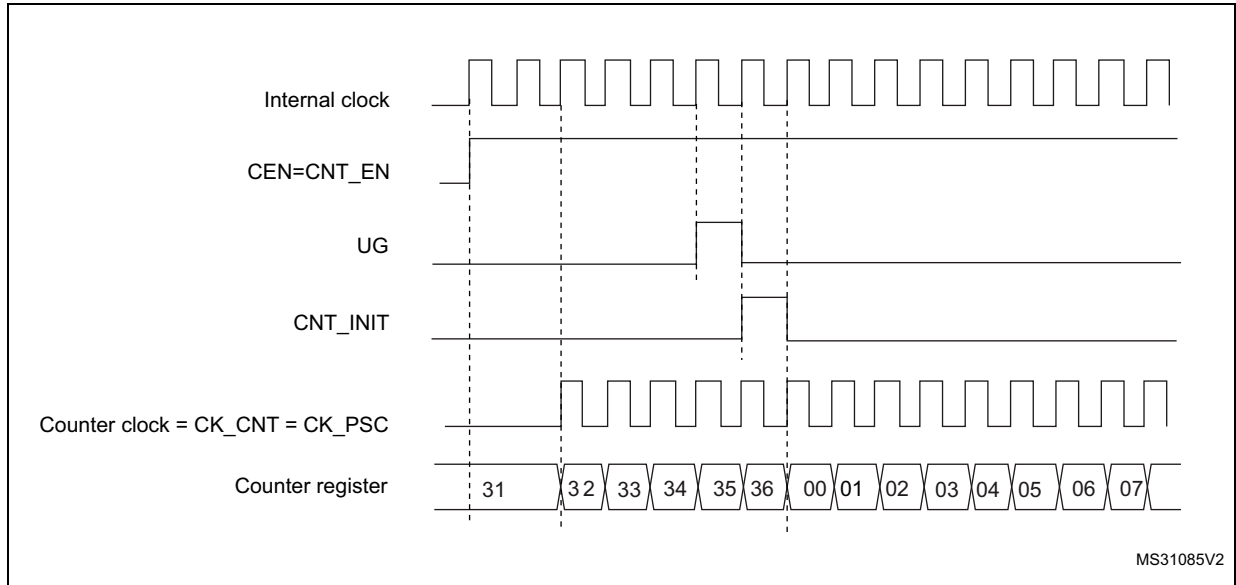 Internal clock
CEN=CNT_EN
UG
CNT_INIT
Counter clock = CK_CNT = CK_PSC
Counter register 31 32 33 34 35 36 00 01 02 03 04 05 06 07
MS31085V2